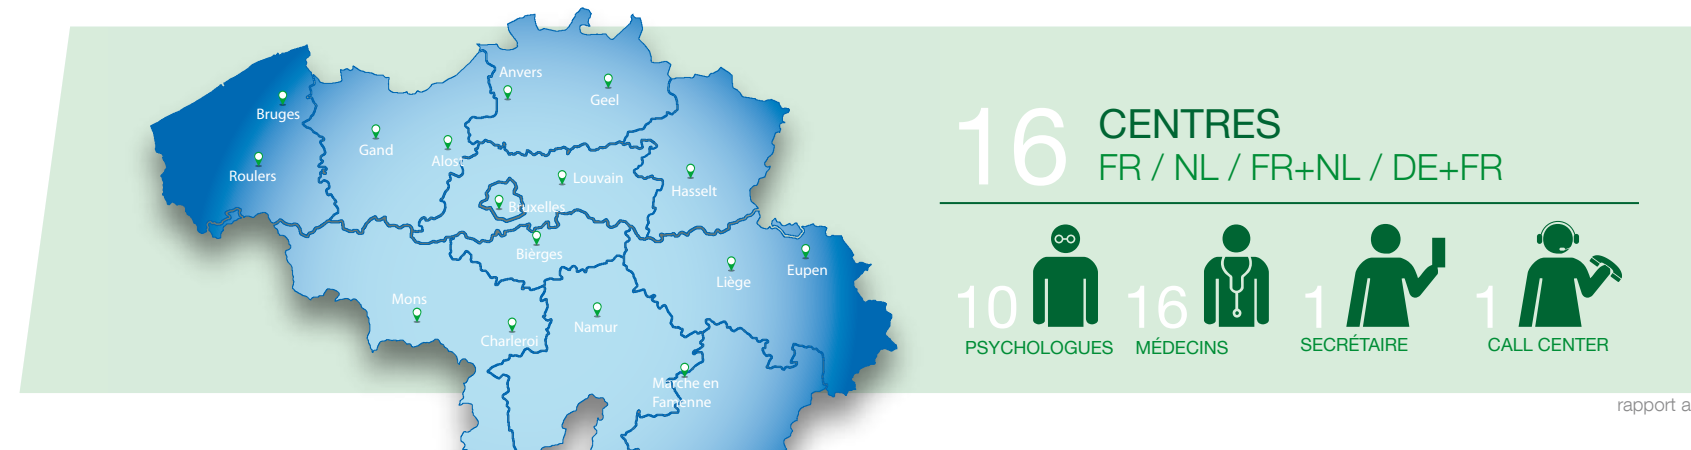 Anvers
Geel
Bruges
Gand
Alost
Roulers
Louvain
Hasselt
Bruxelles
Bièrges
Liège
Eupen
Mons
Namur
Charleroi
Marche en
Famenne
16 CENTRES
FR / NL / FR+NL / DE+FR
10 PSYCHOLOGUES
16 MÉDECINS
1 SECRÉTAIRE
1 CALL CENTER
rapport a